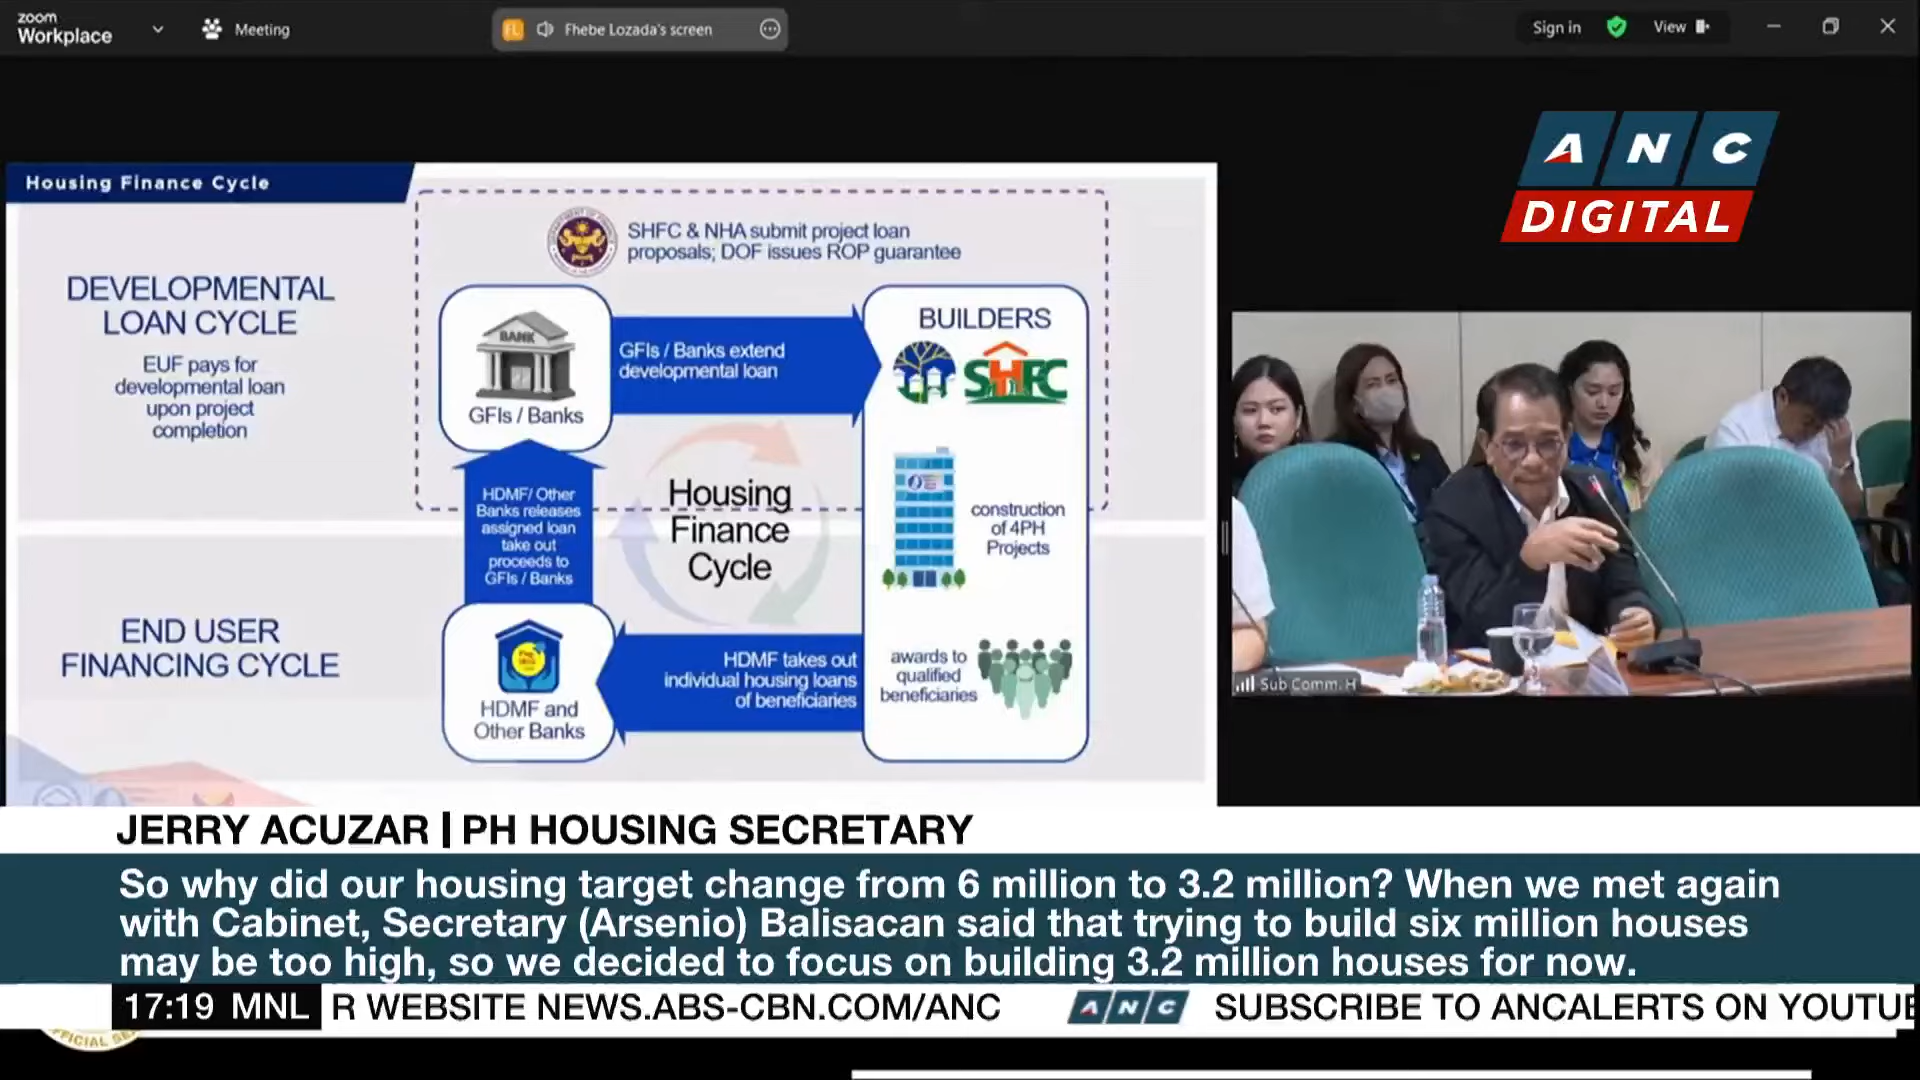 zoom
Workplace
Meeting
FL
Fhebe Lozada's screen
Sign in
View
ANC
DIGITAL
Housing Finance Cycle
SHFC & NHA submit project loan
proposals; DOF issues ROP guarantee
DEVELOPMENTAL
LOAN CYCLE
EUF pays for
developmental loan
upon project
completion
BANK
GFIs / Banks
GFIs / Banks extend
developmental loan
BUILDERS
SHFC
HDMF/ Other
Banks releases
assigned loan
take out
proceeds to
GFIs / Banks
Housing
Finance
Cycle
construction
of 4PH
Projects
END USER
FINANCING CYCLE
HDMF and
Other Banks
HDMF takes out
individual housing loans
of beneficiaries
awards to
qualified
beneficiaries
Sub Comm. H
JERRY ACUZAR | PH HOUSING SECRETARY
So why did our housing target change from 6 million to 3.2 million? When we met again
with Cabinet, Secretary (Arsenio) Balisacan said that trying to build six million houses
may be too high, so we decided to focus on building 3.2 million houses for now.
17:19 MNL R WEBSITE NEWS.ABS-CBN.COM/ANC ANC SUBSCRIBE TO ANCALERTS ON YOUTUBE